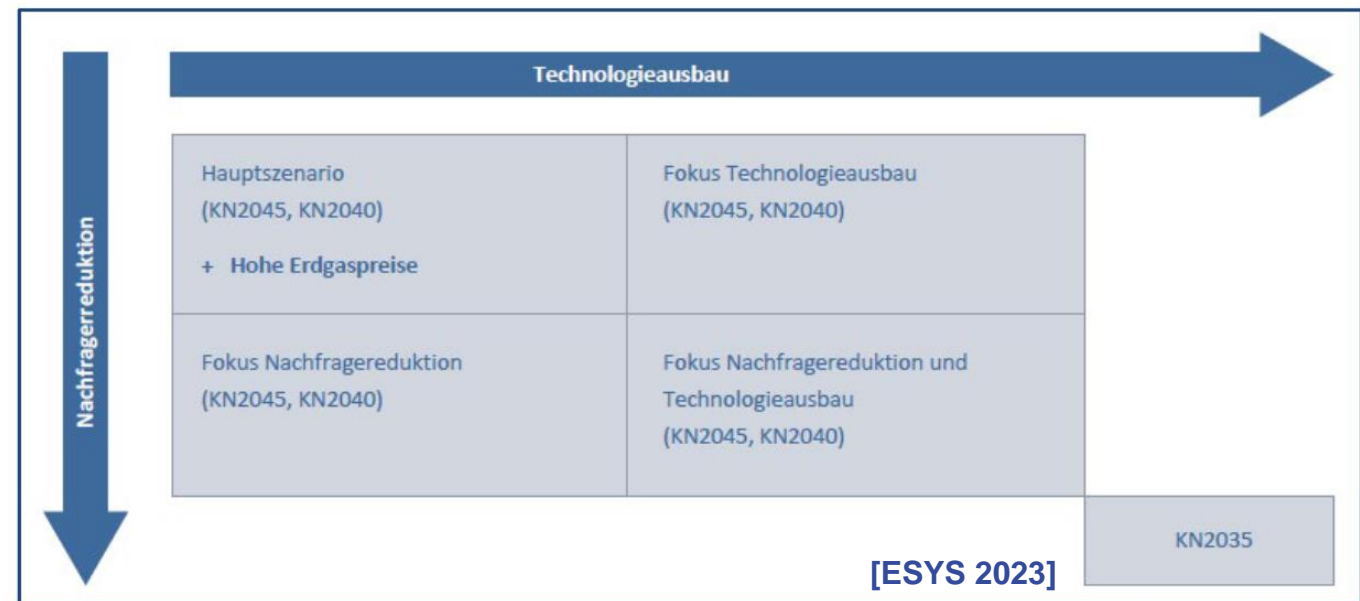 Technologieausbau
Nachfragerreduktion
Hauptszenario
(KN2045, KN2040)
+ Hohe Erdgaspreise
Fokus Technologieausbau
(KN2045, KN2040)
Fokus Nachfragereduktion
(KN2045, KN2040)
Fokus Nachfragereduktion und
Technologieausbau
(KN2045, KN2040)
KN2035
[ESYS 2023]